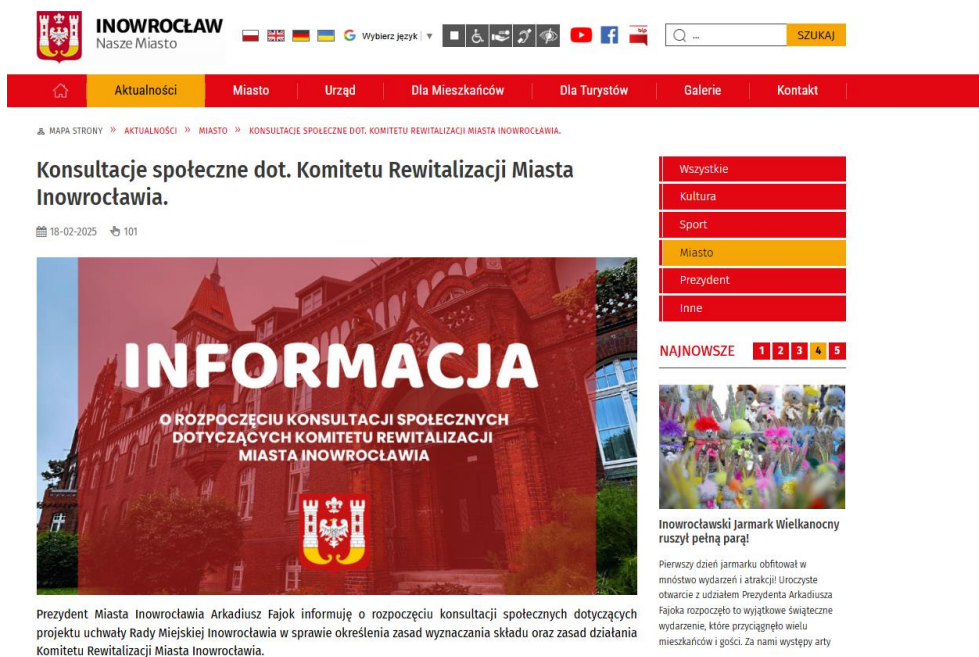 INOWROCŁAW
Nasze Miasto
Wybierz język
bip
...
SZUKAJ
Aktualności
Miasto
Urząd
Dla Mieszkańców
Dla Turystów
Galerie
Kontakt
MAPA STRONY » AKTUALNOŚCI » MIASTO » KONSULTACJE SPOŁECZNE DOT. KOMITETU REWITALIZACJI MIASTA INOWROCŁAWIA.
Konsultacje społeczne dot. Komitetu Rewitalizacji Miasta
Inowrocławia.
18-02-2025 101
INFORMACJA
O ROZPOCZĘCIU KONSULTACJI SPOŁECZNYCH
DOTYCZĄCYCH KOMITETU REWITALIZACJI
MIASTA INOWROCŁAWIA
Prezydent Miasta Inowrocławia Arkadiusz Fajok informuję o rozpoczęciu konsultacji społecznych dotyczących
projektu uchwały Rady Miejskiej Inowrocławia w sprawie określenia zasad wyznaczania składu oraz zasad działania
Komitetu Rewitalizacji Miasta Inowrocławia.
Wszystkie
Kultura
Sport
Miasto
Prezydent
Inne
NAJNOWSZE 1 2 3 4 5
Inowrocławski Jarmark Wielkanocny
ruszył pełną parą!
Pierwszy dzień jarmarku obfitował w
mnóstwo wydarzeń i atrakcji! Uroczyste
otwarcie z udziałem Prezydenta Arkadiusza
Fajoka rozpoczęło to wyjątkowe świąteczne
wydarzenie, które przyciągnęło wielu
mieszkańców i gości. Za nami występy arty